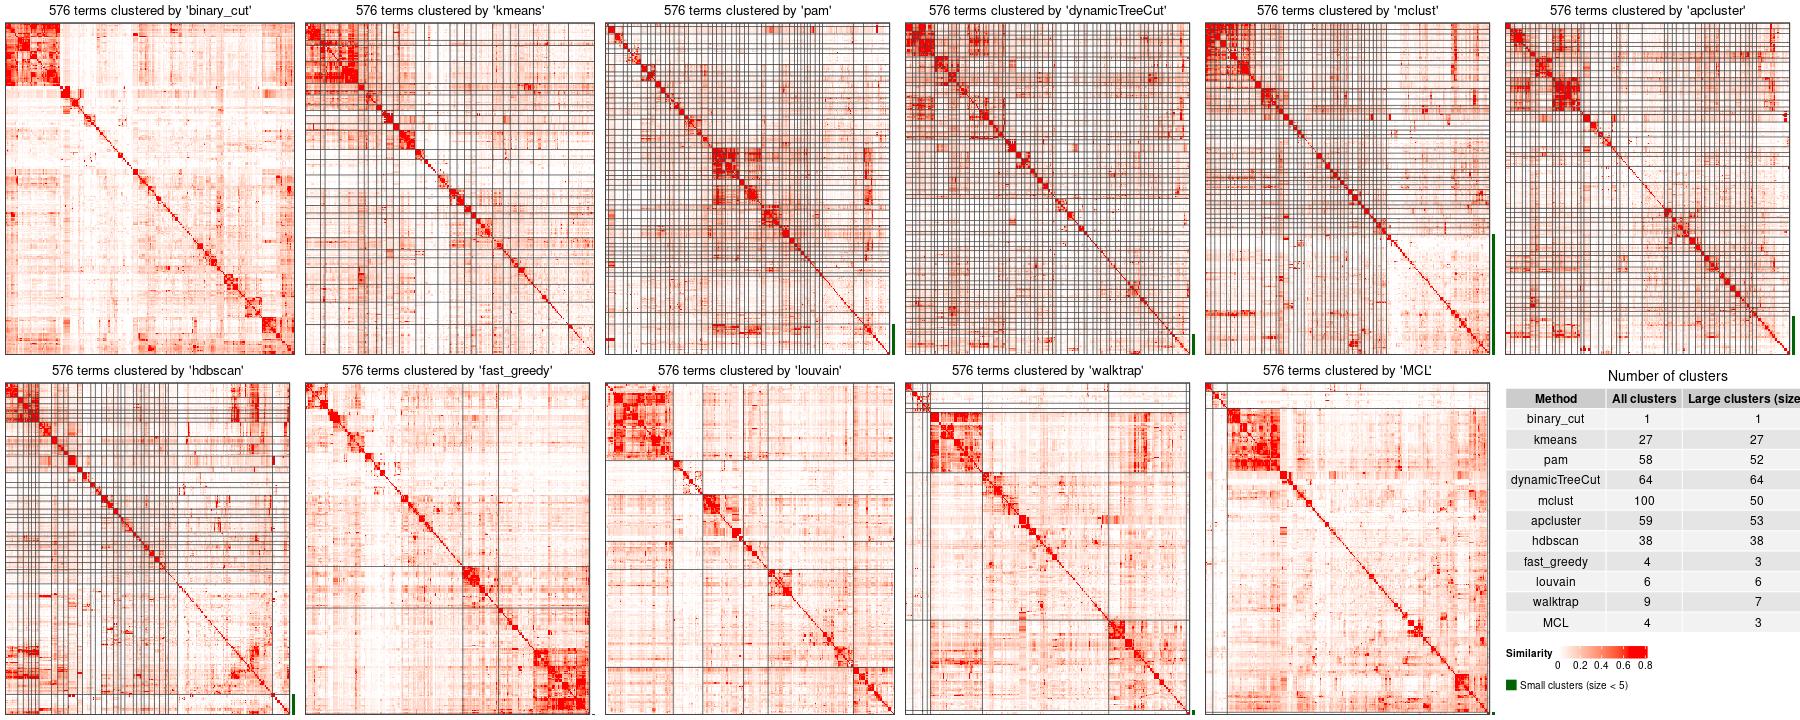 576 terms clustered by 'binary_cut'
576 terms clustered by 'kmeans'
576 terms clustered by 'pam'
576 terms clustered by 'dynamicTreeCut'
576 terms clustered by 'mclust'
576 terms clustered by 'apcluster'
576 terms clustered by 'hdbscan'
576 terms clustered by 'fast_greedy'
576 terms clustered by 'louvain'
576 terms clustered by 'walktrap'
576 terms clustered by 'MCL'
Number of clusters
Method All clusters Large clusters (size
binary_cut 1 1
kmeans 27 27
pam 58 52
dynamicTreeCut 64 64
mclust 100 50
apcluster 59 53
hdbscan 38 38
fast_greedy 4 3
louvain 6 6
walktrap 9 7
MCL 4 3
Similarity
0 0.2 0.4 0.6 0.8
Small clusters (size < 5)